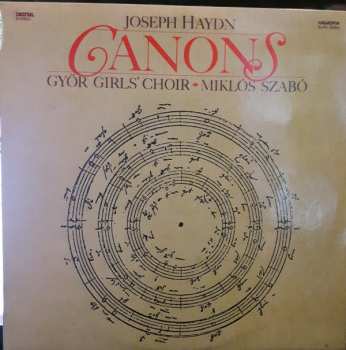 DIGITAL
HUNGAROTON
JOSEPH HAYDN
CANONS
GYŐR GIRLS' CHOIR • MIKLÓS SZABÓ